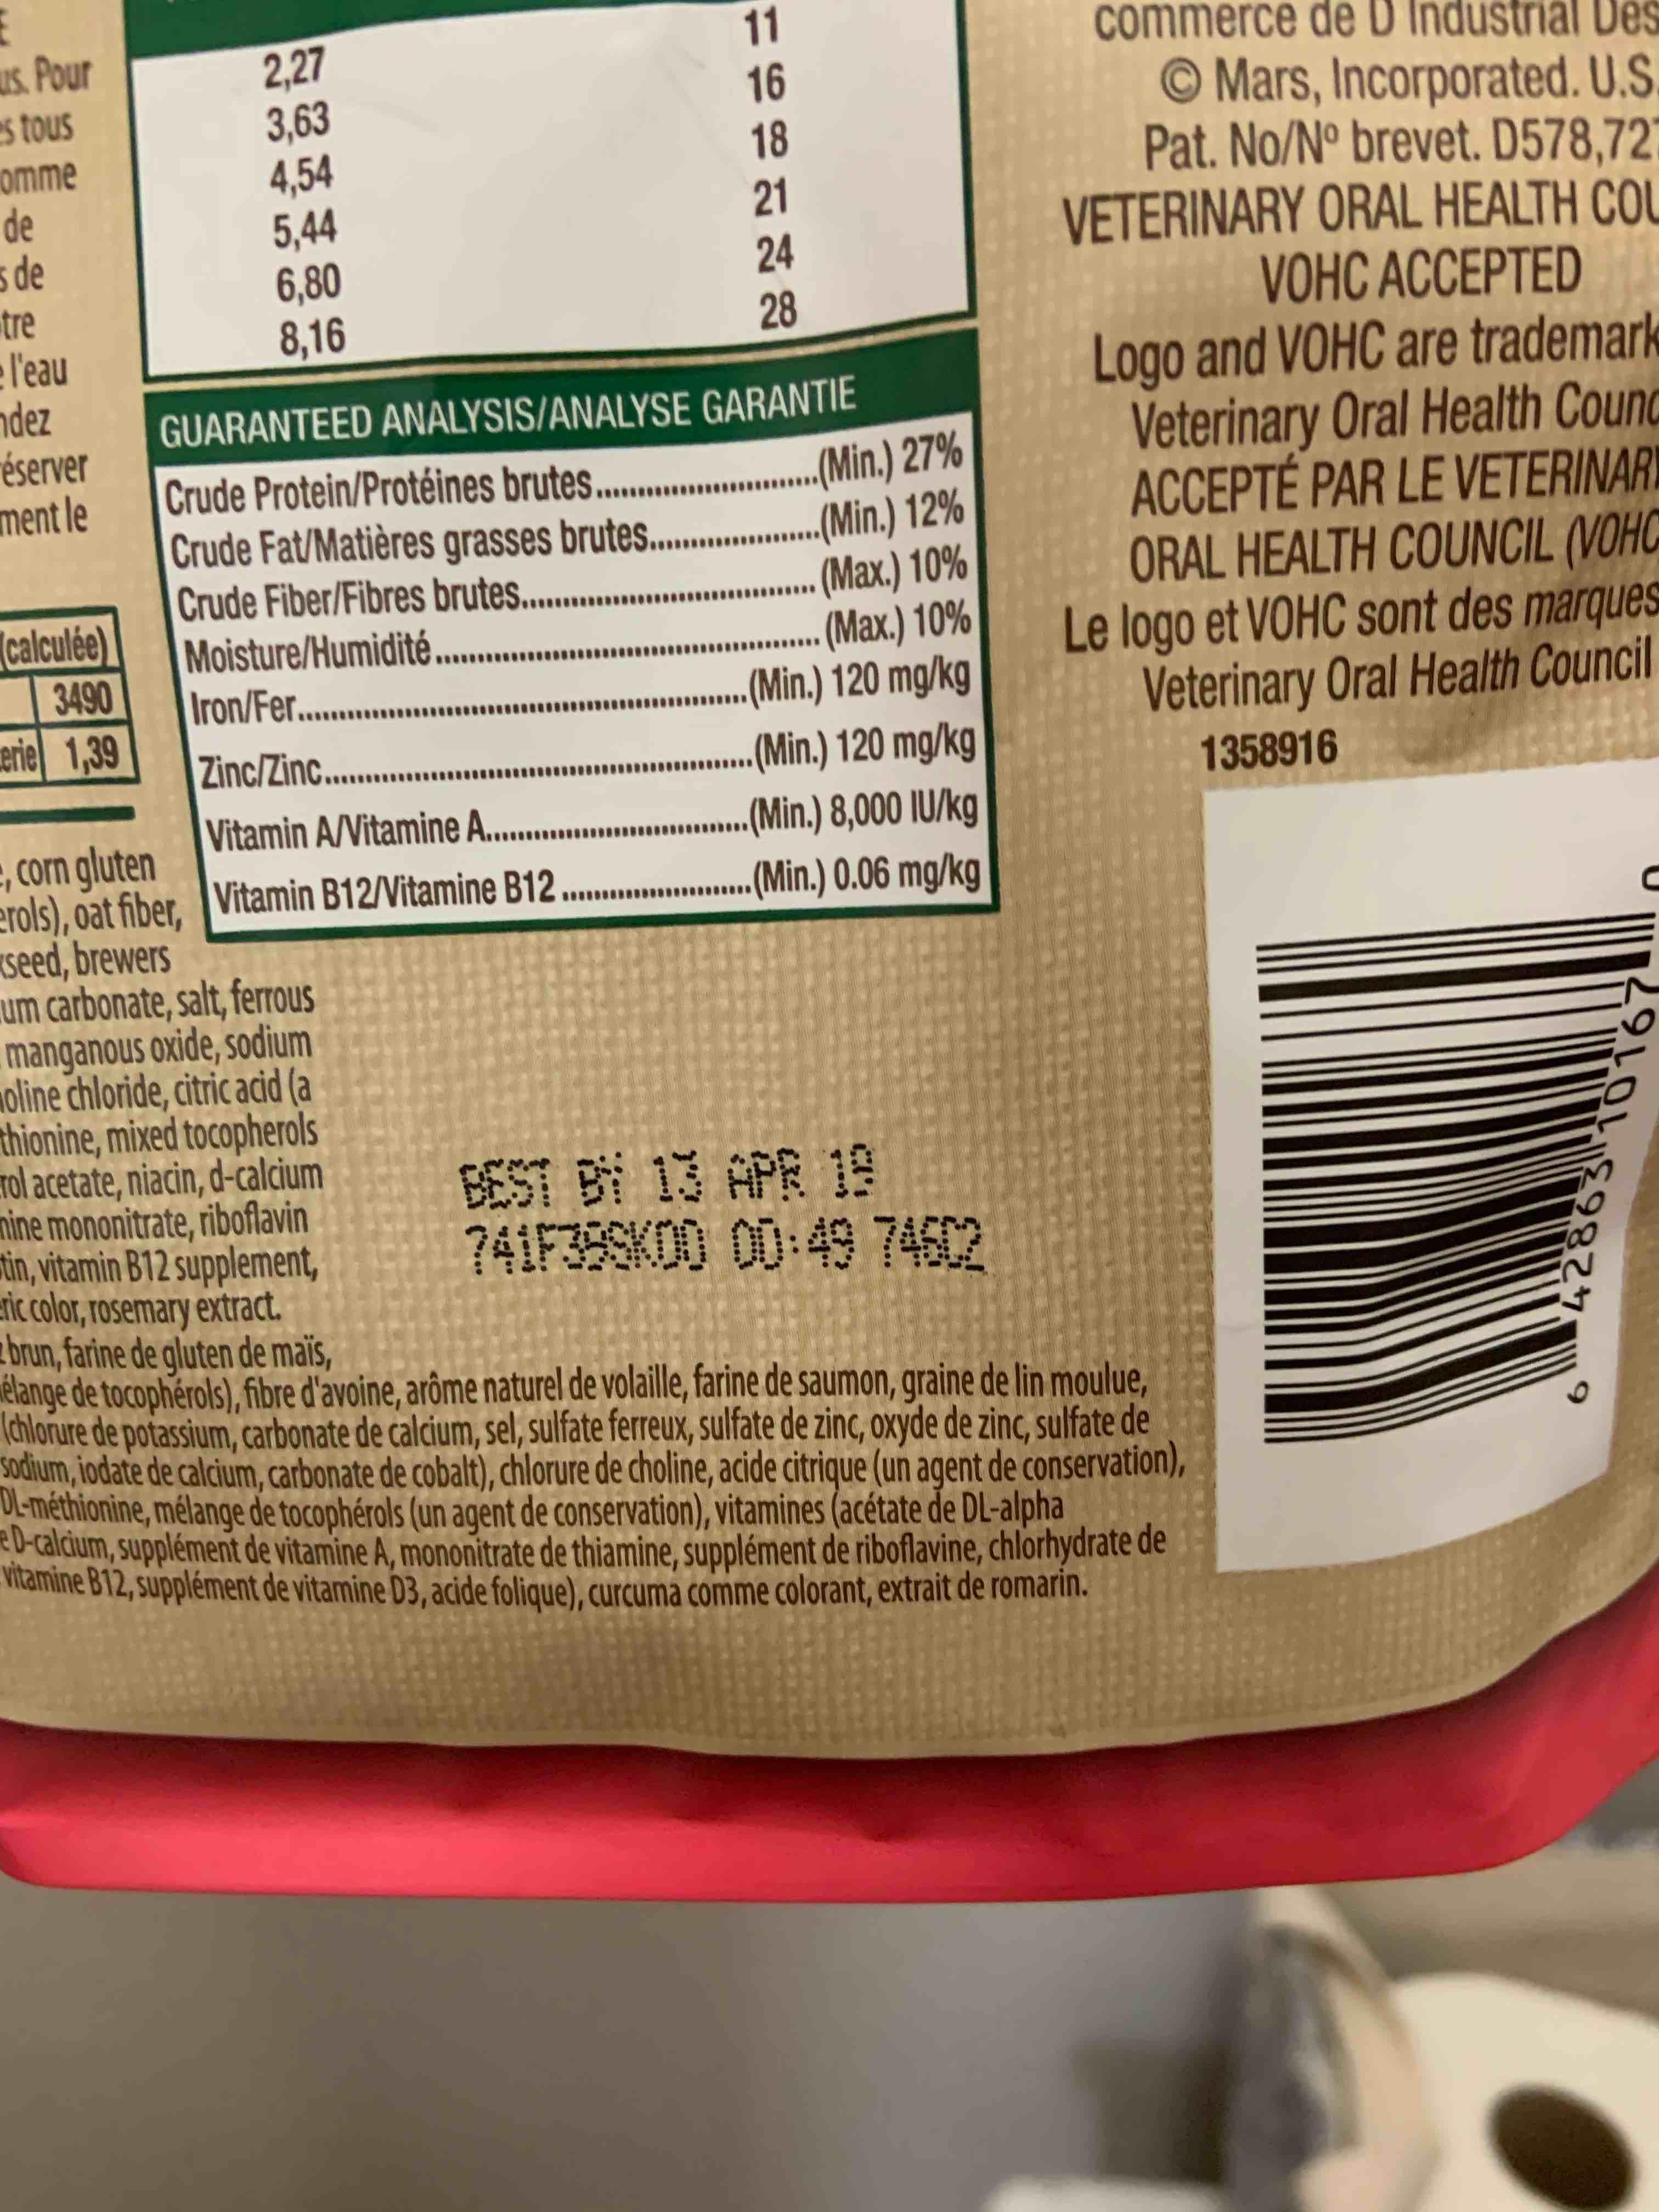 us. Pour
es tous
omme
de
s de
tre
l'eau
ndez
éserver
ment le
(calculée)
3490
erie 1,39
, corn gluten
erols), oat fiber,
seed, brewers
um carbonate, salt, ferrous
manganous oxide, sodium
oline chloride, citric acid (a
thionine, mixed tocopherols
rol acetate, niacin, d-calcium
mine mononitrate, riboflavin
tin, vitamin B12 supplement,
eric color, rosemary extract.
brun, farine de gluten de maïs,
élange de tocophérols), fibre d'avoine, arôme naturel de volaille, farine de saumon, graine de lin moulue,
(chlorure de potassium, carbonate de calcium, sel, sulfate ferreux, sulfate de zinc, oxyde de zinc, sulfate de
sodium, iodate de calcium, carbonate de cobalt), chlorure de choline, acide citrique (un agent de conservation),
DL-méthionine, mélange de tocophérols (un agent de conservation), vitamines (acétate de DL-alpha
e D-calcium, supplément de vitamine A, mononitrate de thiamine, supplément de riboflavine, chlorhydrate de
vitamine B12, supplément de vitamine D3, acide folique), curcuma comme colorant, extrait de romarin.
11
2,27 16
3,63 18
4,54 21
5,44 24
6,80 28
8,16
GUARANTEED ANALYSIS/ANALYSE GARANTIE
Crude Protein/Protéines brutes..................(Min.) 27%
Crude Fat/Matières grasses brutes..................(Min.) 12%
Crude Fiber/Fibres brutes.................. (Max.) 10%
Moisture/Humidité.................. (Max.) 10%
Iron/Fer..................(Min.) 120 mg/kg
Zinc/Zinc..................(Min.) 120 mg/kg
Vitamin A/Vitamine A..................(Min.) 8,000 IU/kg
Vitamin B12/Vitamine B12 ..................(Min.) 0.06 mg/kg
BEST BY 13 APR 19
00:49
commerce de D Industrial Des
© Mars, Incorporated. U.S.
Pat. No/Nº brevet. D578,727
VETERINARY ORAL HEALTH COU
VOHC ACCEPTED
Logo and VOHC are trademark
Veterinary Oral Health Counc
ACCEPTÉ PAR LE VETERINARY
ORAL HEALTH COUNCIL (VOHC
Le logo et VOHC sont des marques
Veterinary Oral Health Council
1358916
6 42863 10167 0